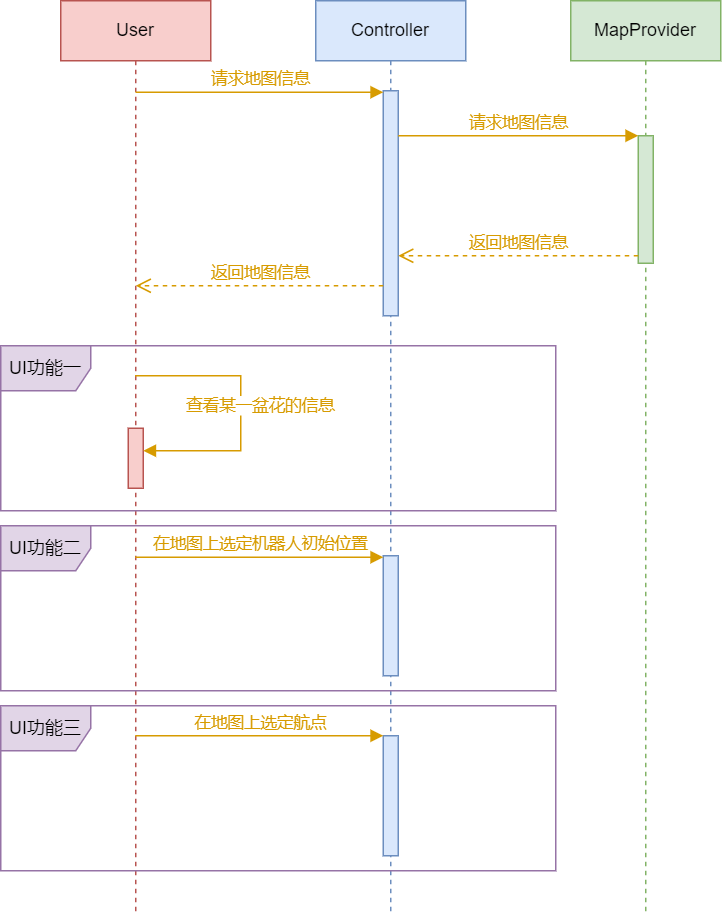 User
Controller
MapProvider
请求地图信息
请求地图信息
返回地图信息
返回地图信息
UI功能一
查看某一盆花的信息
UI功能二
在地图上选定机器人初始位置
UI功能三
在地图上选定航点